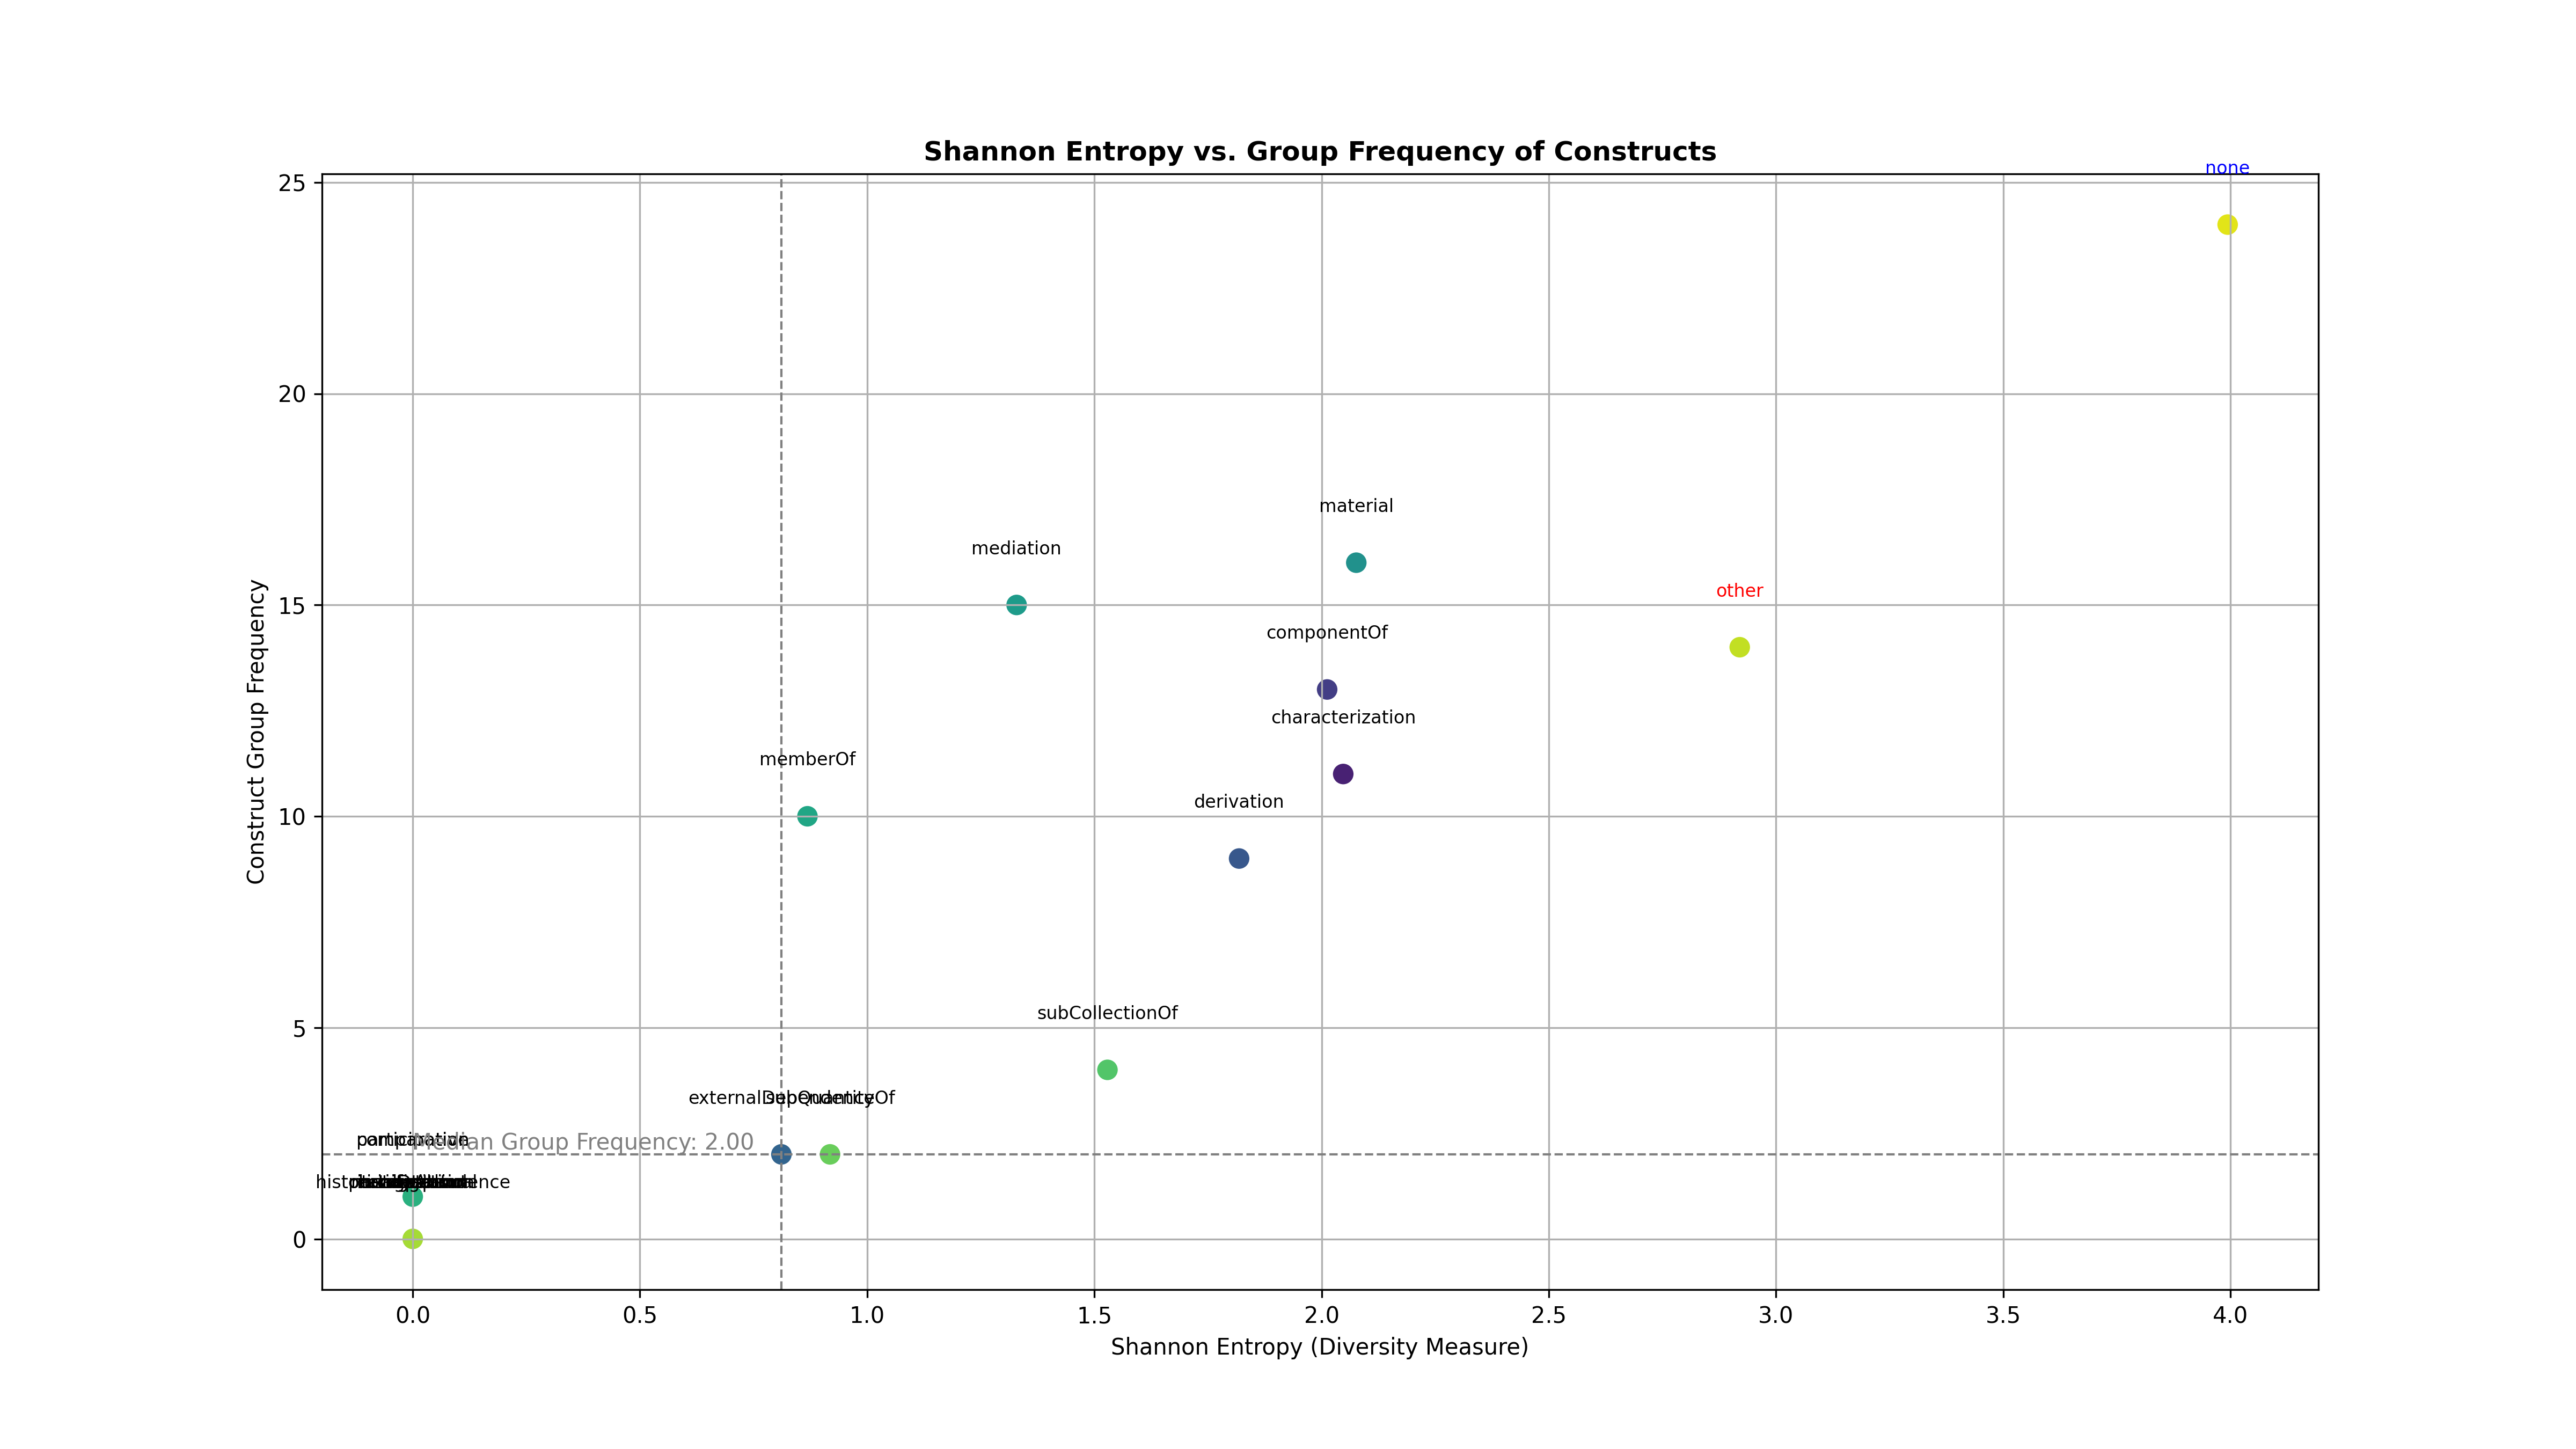 Shannon Entropy vs. Group Frequency of Constructs
none
25
20
material
mediation
other
15
componentOf
characterization
memberOf
derivation
10
subCollectionOf
5
externalDependence
subQuantityOf
Median Group Frequency: 2.00
0
0.0
0.5
1.0
1.5
2.0
2.5
3.0
3.5
4.0
Shannon Entropy (Diversity Measure)
Construct Group Frequency